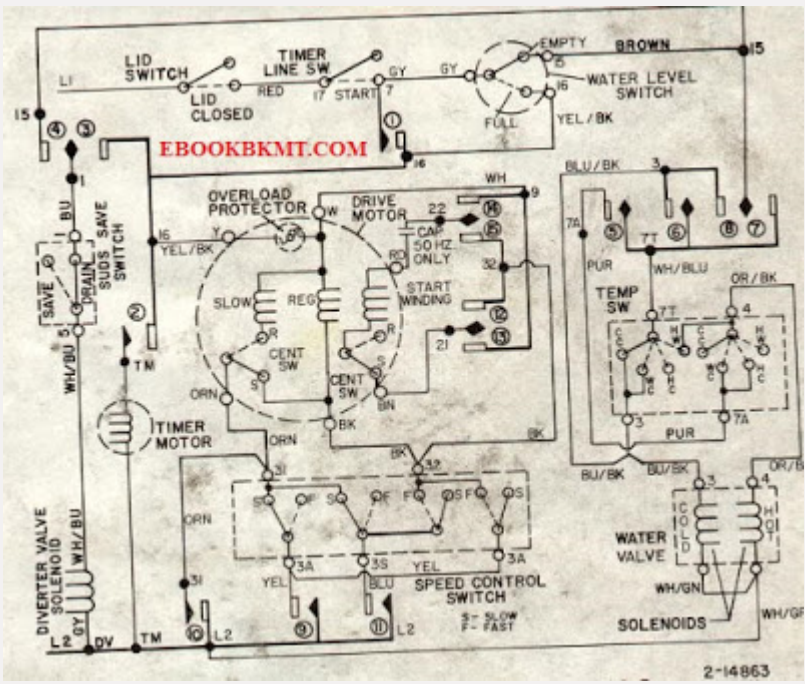 EMPTY
BROWN
15
15
LID SWITCH
TIMER LINE SW
L1
LID CLOSED
RED
17
START
7
GY
GY
WATER LEVEL SWITCH
16
FULL
YEL/BK
15
4
3
1
EBOOKBKMT.COM
16
1
BU
1
SAVE
DRAIN
SUDS SAVE SWITCH
5
WH/BU
16
YEL/BK
Y
OVERLOAD PROTECTOR
W
DRIVE MOTOR
WH
9
22
14
15
CAP 50 HZ. ONLY
RD
32
START WINDING
12
13
21
SLOW
REG
R
R
CENT SW
S
CENT SW
S
BN
ORN
BK
2
TM
TIMER MOTOR
BLU/BK
3
7A
5
6
8
7
PUR
7T
WH/BLU
OR/BK
TEMP SW
7T
4
3
7A
PUR
BU/BK
BU/BK
3
4
COLD
HOT
WATER VALVE
WH/GN
SOLENOIDS
ORN
31
BK
32
BK
S
F
S
F
F
S
F
S
3A
3S
3A
YEL
BLU
YEL
SPEED CONTROL SWITCH
S - SLOW
F - FAST
ORN
31
10
L2
9
11
L2
WH/BU
DIVERTER VALVE SOLENOID
GY
L2
DV
TM
2-14863